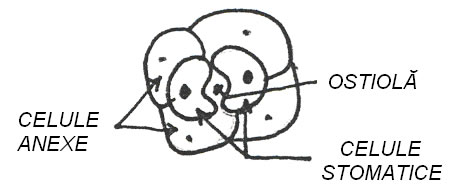 OSTIOLĂ
CELULE
ANEXE
CELULE
STOMATICE